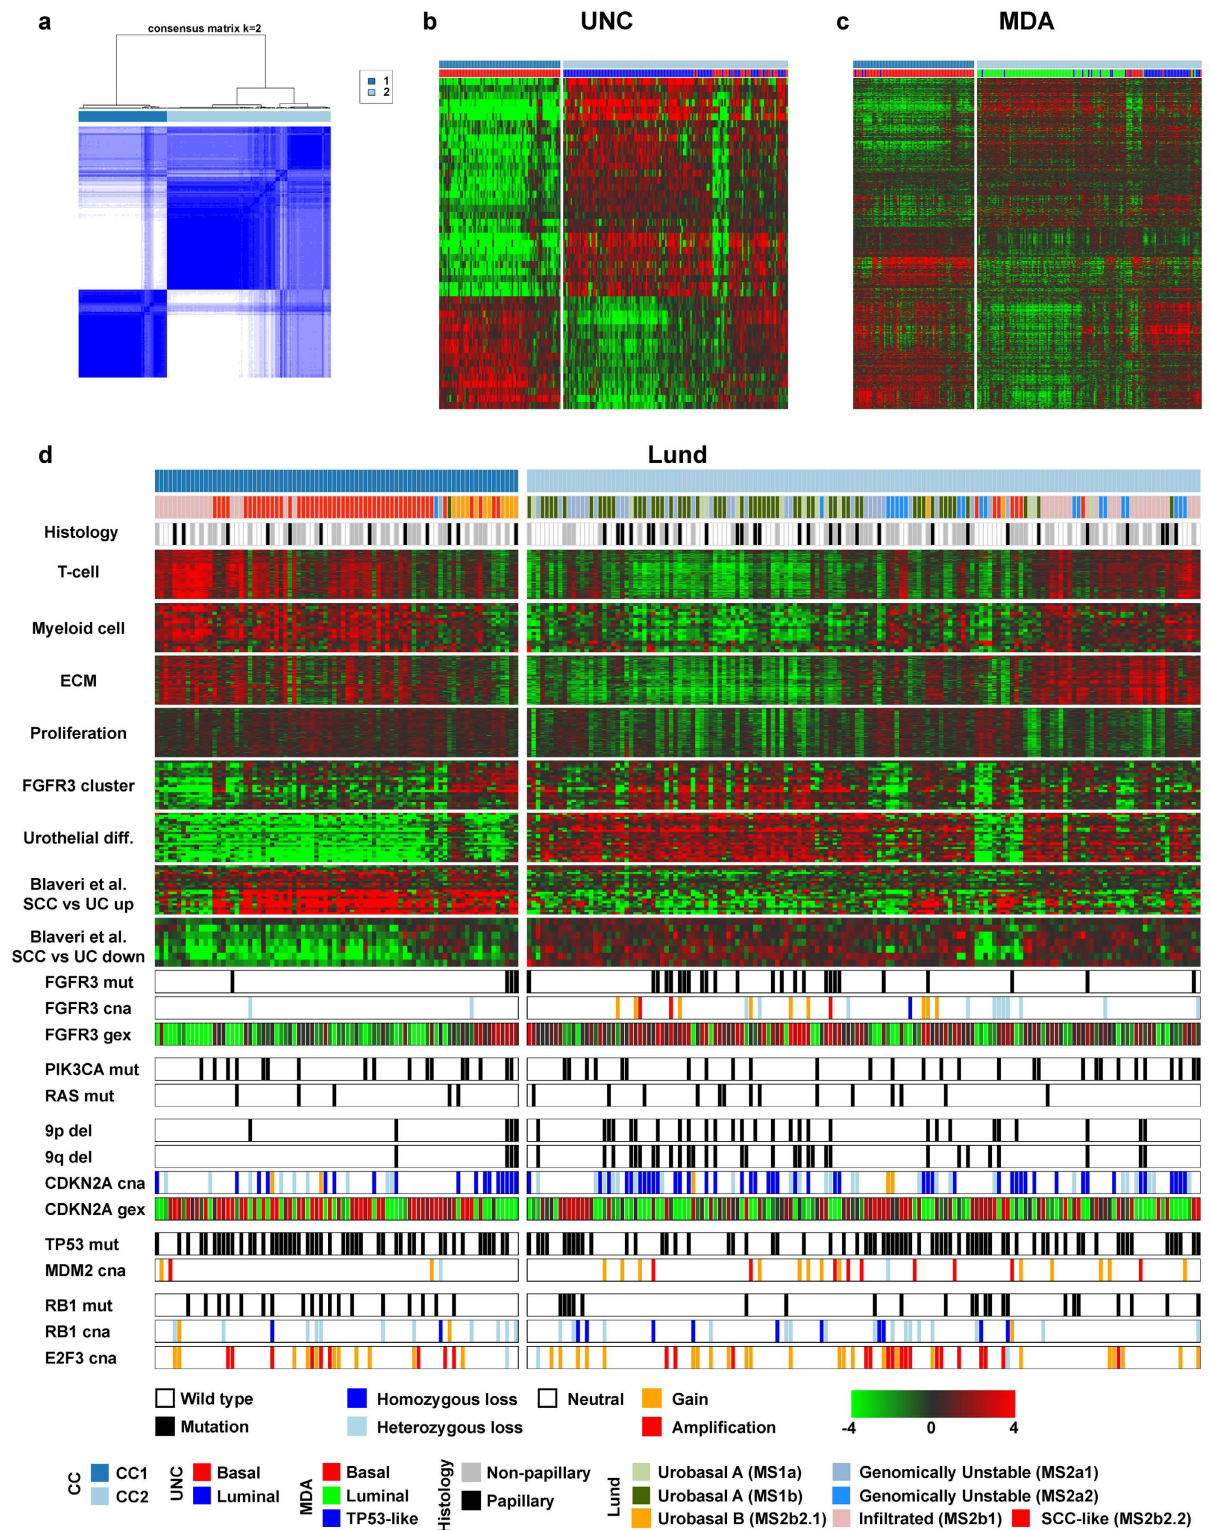 a
consensus matrix k=2
1
2
b
UNC
c
MDA
d
Lund
Histology
T-cell
Myeloid cell
ECM
Proliferation
FGFR3 cluster
Urothelial diff.
Blaveri et al.
SCC vs UC up
Blaveri et al.
SCC vs UC down
FGFR3 mut
FGFR3 cna
FGFR3 gex
PIK3CA mut
RAS mut
9p del
9q del
CDKN2A cna
CDKN2A gex
TP53 mut
MDM2 cna
RB1 mut
RB1 cna
E2F3 cna
Wild type
Mutation
Homozygous loss
Heterozygous loss
Neutral
Gain
Amplification
-4 0 4
CC
CC1
CC2
UNC
Basal
Luminal
MDA
Basal
Luminal
TP53-like
Histology
Non-papillary
Papillary
Lund
Urobasal A (MS1a)
Urobasal A (MS1b)
Urobasal B (MS2b2.1)
Genomically Unstable (MS2a1)
Genomically Unstable (MS2a2)
Infiltrated (MS2b1)
SCC-like (MS2b2.2)